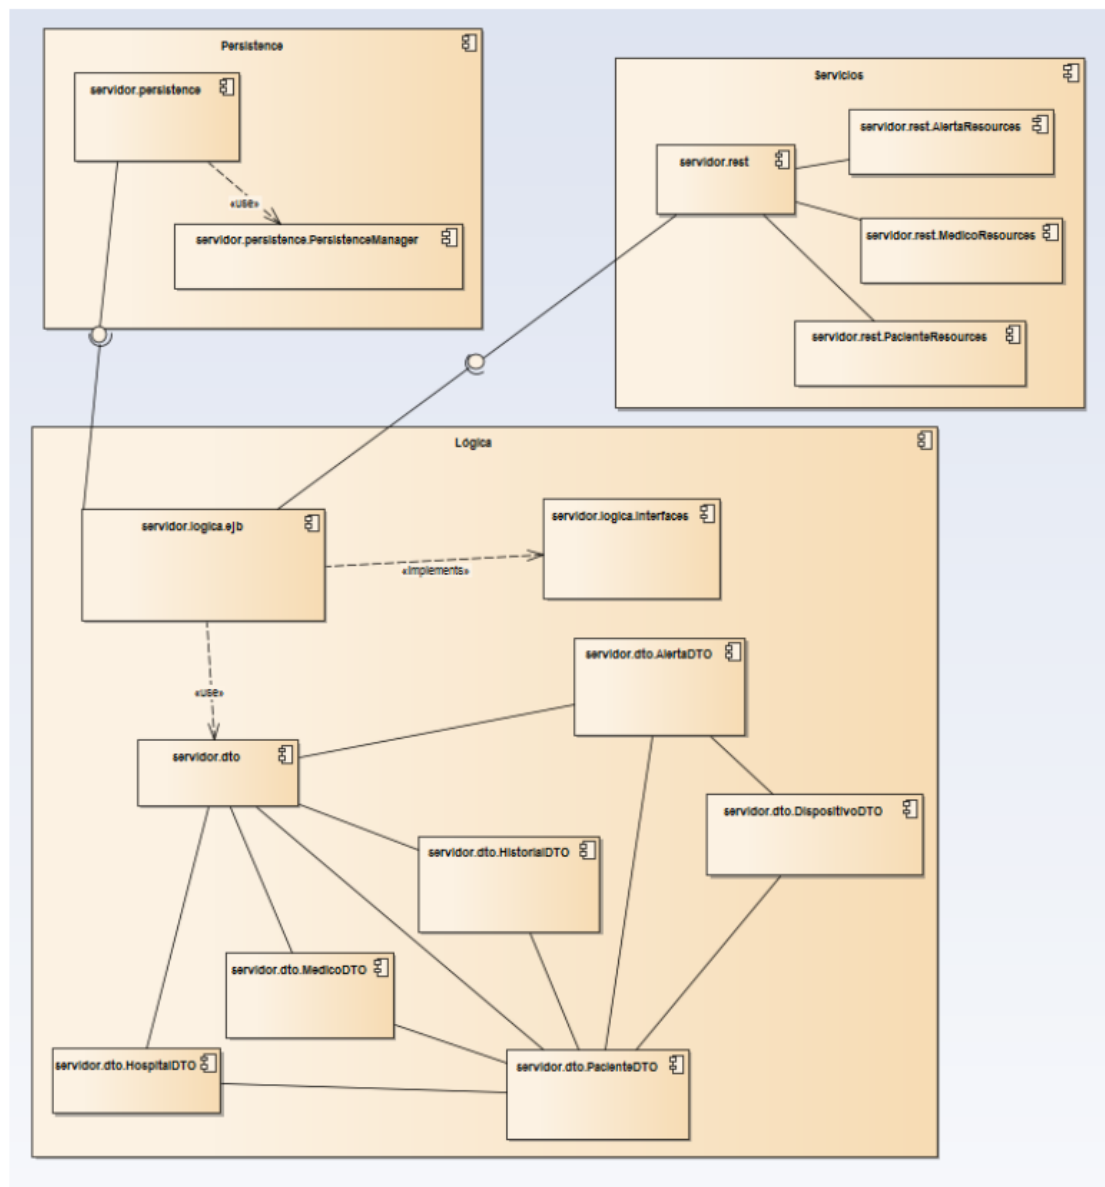 Persistence
servidor.persistence
«use»
servidor.persistence.PersistenceManager
Servicios
servidor.rest.AlertaResources
servidor.rest
servidor.rest.MedicoResources
servidor.rest.PacienteResources
Lógica
servidor.logica.ejb
servidor.logica.interfaces
«implements»
servidor.dto.AlertaDTO
«use»
servidor.dto
servidor.dto.DispositivoDTO
servidor.dto.HistorialDTO
servidor.dto.MedicoDTO
servidor.dto.HospitalDTO
servidor.dto.PacienteDTO